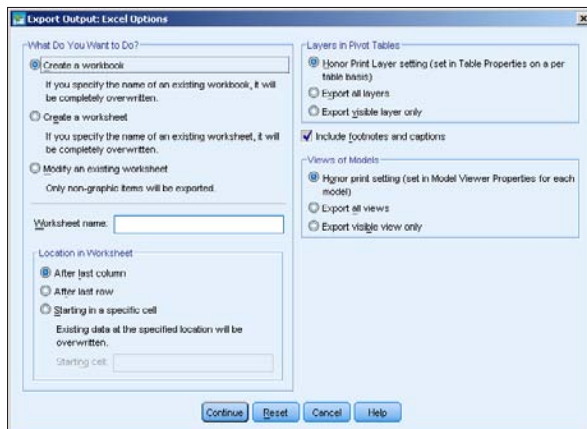 Export Output: Excel Options
What Do You Want to Do?
Create a workbook
If you specify the name of an existing workbook, it will
be completely overwritten.
Create a worksheet
If you specify the name of an existing worksheet, it will
be completely overwritten.
Modify an existing worksheet
Only non-graphic items will be exported.
Worksheet name:
Location in Worksheet
After last column
After last row
Starting in a specific cell
Existing data at the specified location will be
overwritten.
Starting cell:
Layers in Pivot Tables
Honor Print Layer setting (set in Table Properties on a per
table basis)
Export all layers
Export visible layer only
Include footnotes and captions
Views of Models
Honor print setting (set in Model Viewer Properties for each
model)
Export all views
Export visible view only
Continue
Reset
Cancel
Help